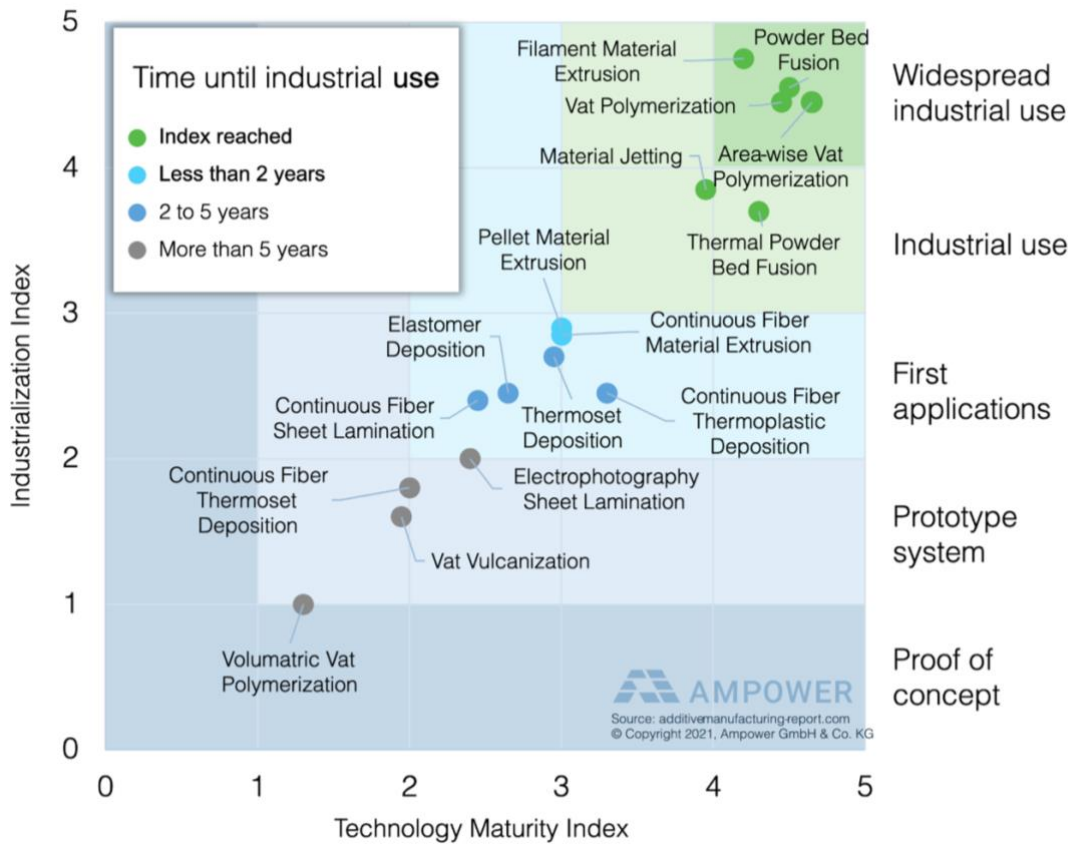 5
4
3
2
1
0
Industrialization Index
Time until industrial use
Index reached
Less than 2 years
2 to 5 years
More than 5 years
Filament Material
Extrusion
Powder Bed
Fusion
Vat Polymerization
Material Jetting
Area-wise Vat
Polymerization
Thermal Powder
Bed Fusion
Pellet Material
Extrusion
Elastomer
Deposition
Continuous Fiber
Material Extrusion
Continuous Fiber
Sheet Lamination
Thermoset
Deposition
Continuous Fiber
Thermoplastic
Deposition
Continuous Fiber
Thermoset
Deposition
Electrophotography
Sheet Lamination
Vat Vulcanization
Volumatric Vat
Polymerization
AMPOWER
Source: additivemanufacturing-report.com
© Copyright 2021, Ampower GmbH & Co. KG
Widespread
industrial use
Industrial use
First
applications
Prototype
system
Proof of
concept
0 1 2 3 4 5
Technology Maturity Index